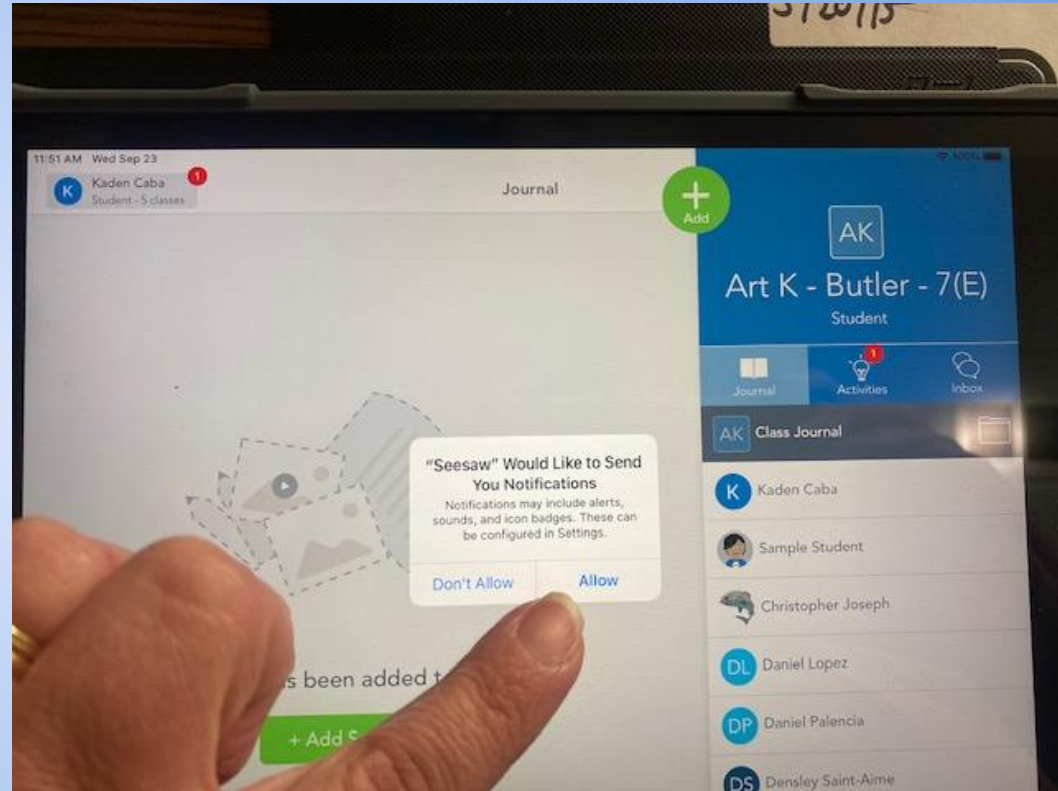 11:51 AM Wed Sep 23
100%
K
Kaden Caba
1
Student - 5 classes
Journal
Add
AK
Art K - Butler - 7(E)
Student
Journal
1
Activities
Inbox
AK Class Journal
"Seesaw" Would Like to Send
You Notifications
Notifications may include alerts,
sounds, and icon badges. These can
be configured in Settings.
Don't Allow
Allow
K Kaden Caba
Sample Student
Christopher Joseph
DL Daniel Lopez
DP Daniel Palencia
DS Densley Saint-Aime
been added
+ Add